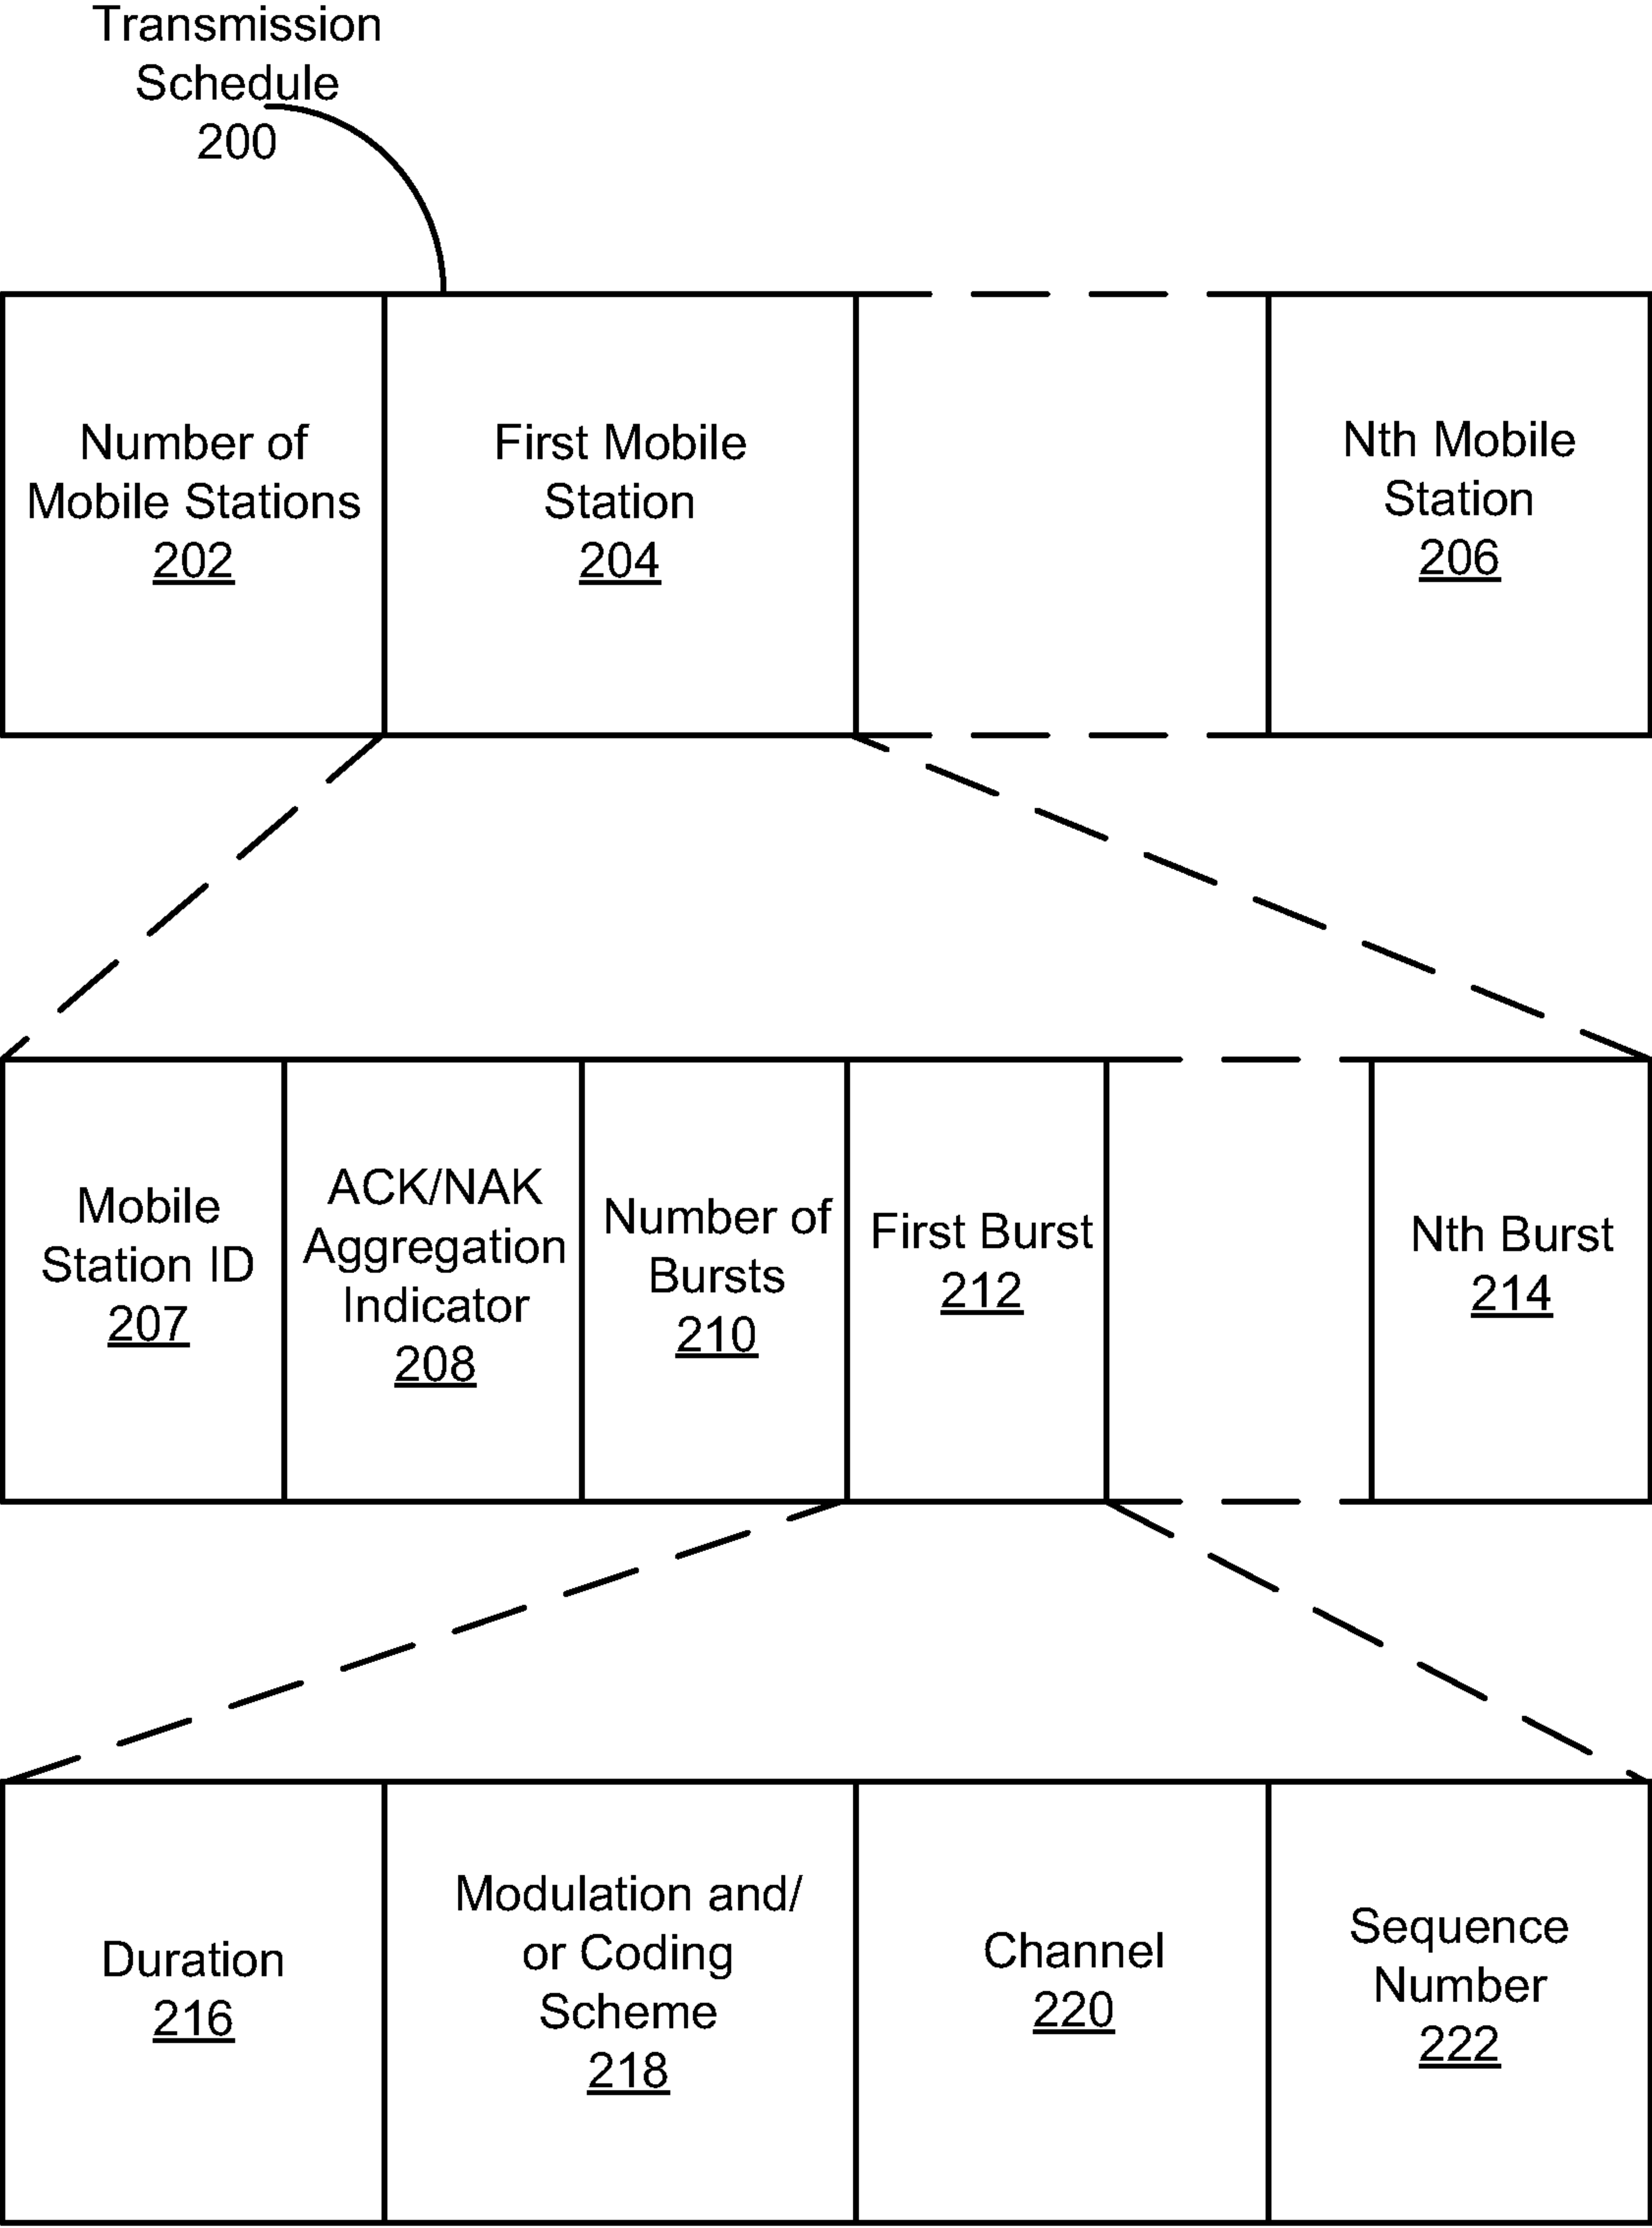 Transmission
Schedule
200
Number of
Mobile Stations
202
First Mobile
Station
204
Nth Mobile
Station
206
Mobile
Station ID
207
ACK/NAK
Aggregation
Indicator
208
Number of
Bursts
210
First Burst
212
Nth Burst
214
Duration
216
Modulation and/
or Coding
Scheme
218
Channel
220
Sequence
Number
222